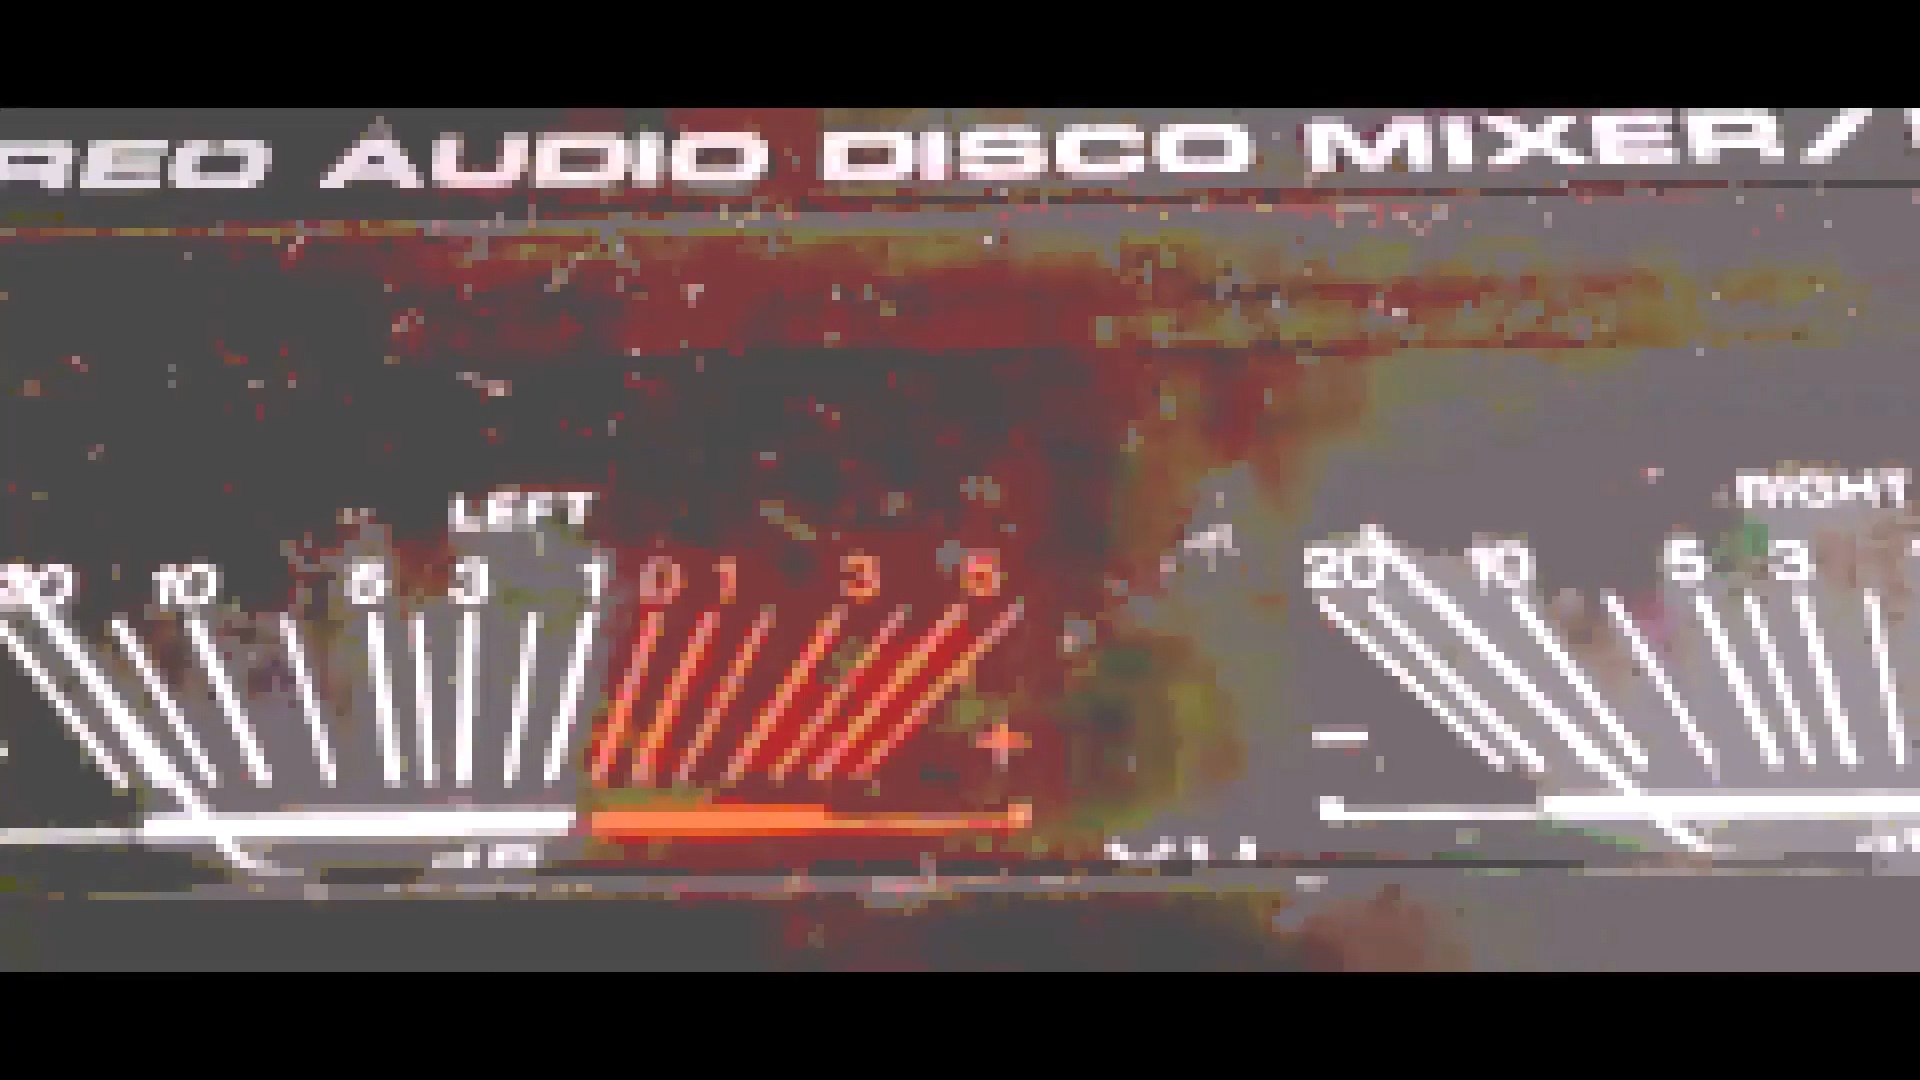 REO AUDIO DISCO MIXER/
LEFT RIGHT
20 10 5 3 1 0 1 3 5 20 10 5 3
+ −